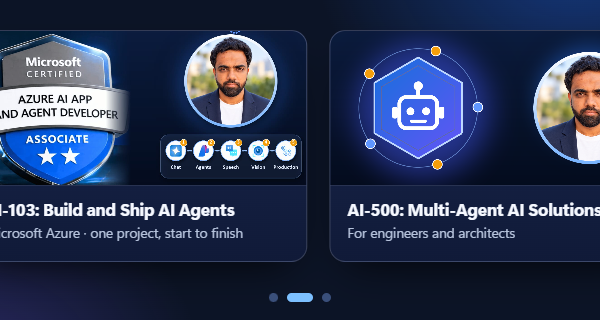 Microsoft
CERTIFIED
AZURE AI APP
AND AGENT DEVELOPER
ASSOCIATE
Chat Agents Speech Vision Production
I-103: Build and Ship AI Agents
icrosoft Azure · one project, start to finish
AI-500: Multi-Agent AI Solutions
For engineers and architects